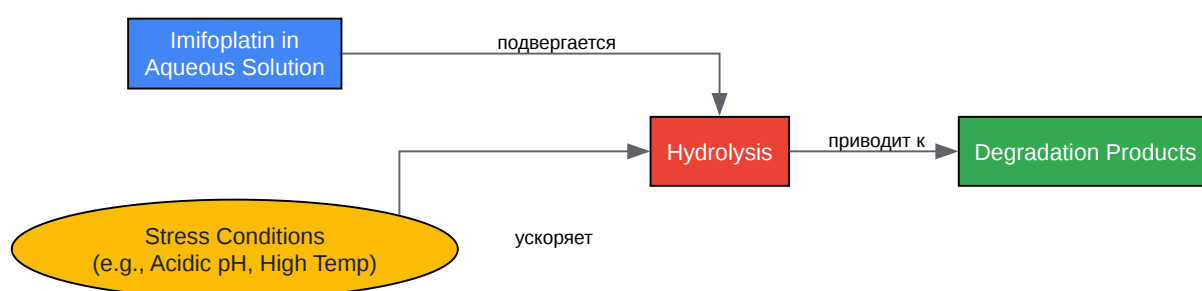 Imifoplatin in
Aqueous Solution
подвергается
Hydrolysis
приводит к
Degradation Products
Stress Conditions
(e.g., Acidic pH, High Temp)
ускоряет